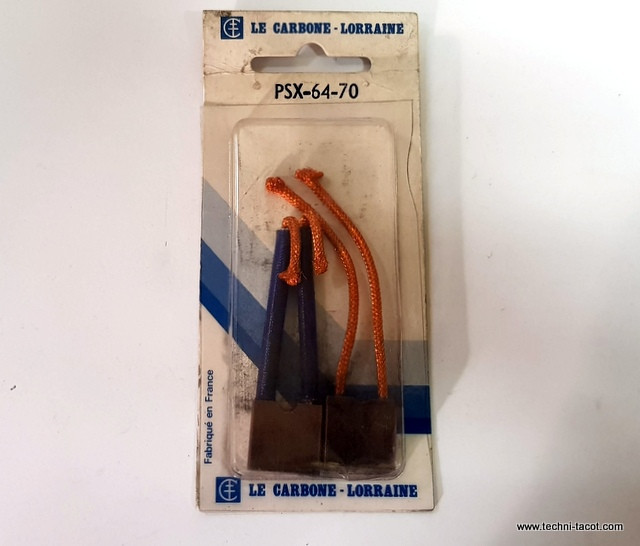 LE CARBONE - LORRAINE
PSX-64-70
Fabriqué en France
LE CARBONE - LORRAINE
www.techni-tacot.com